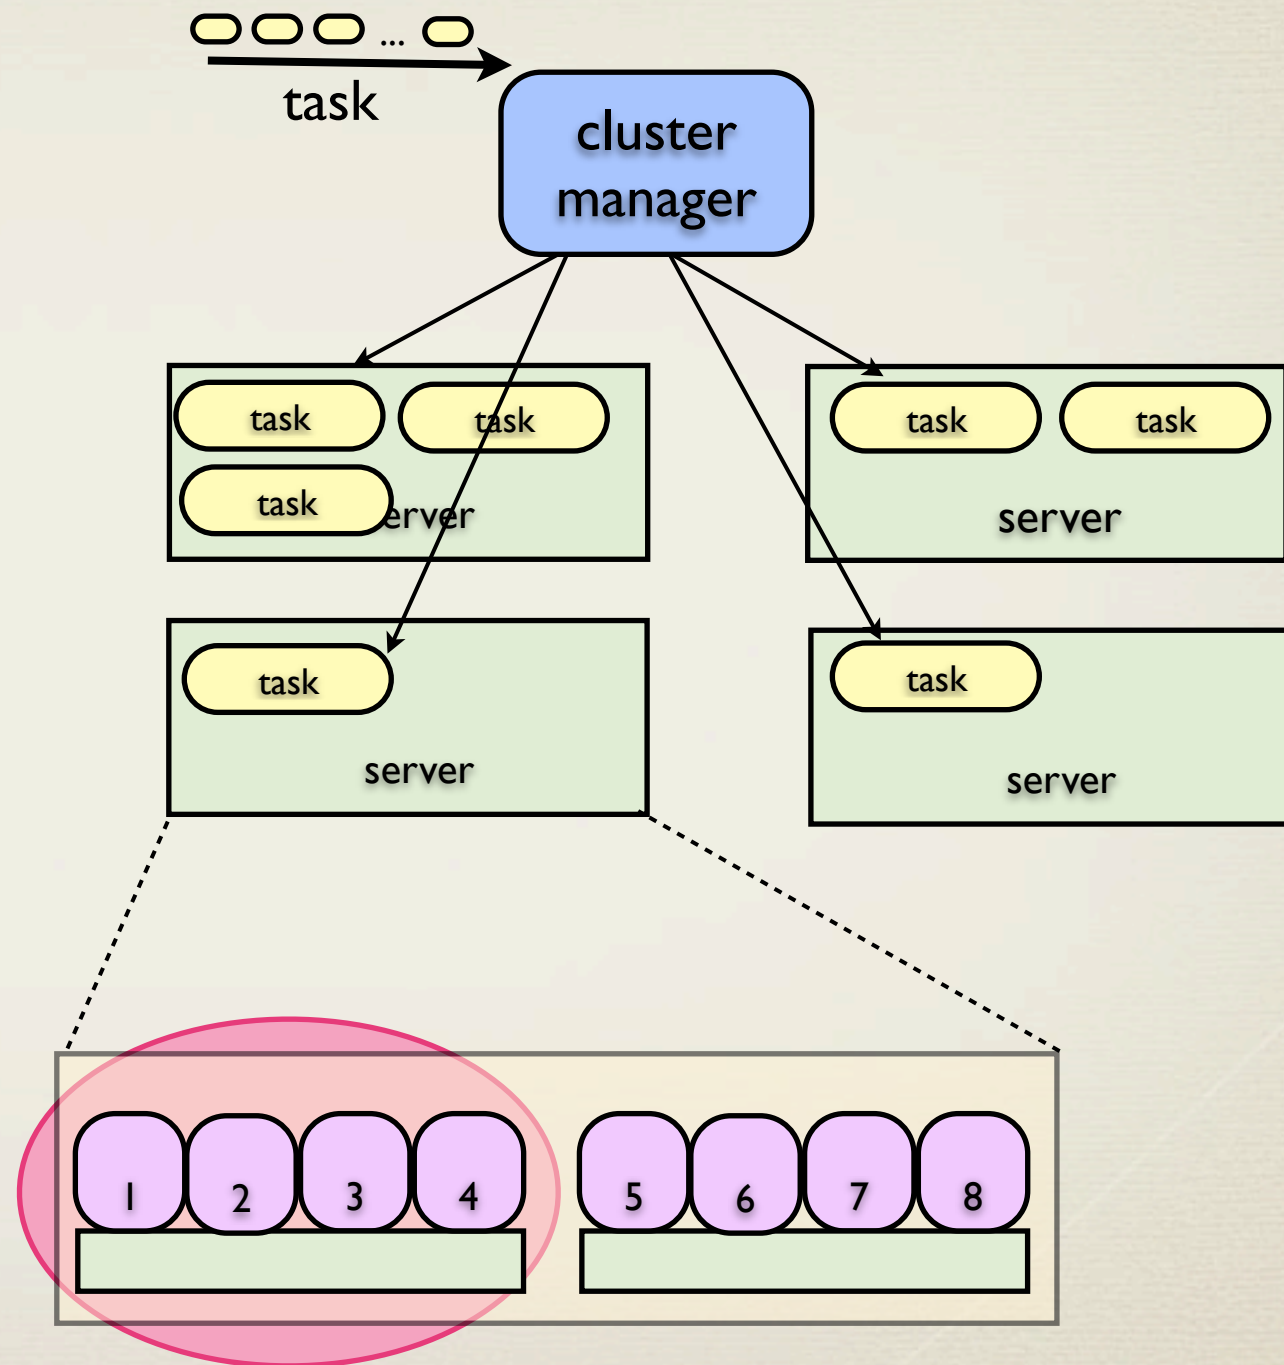 ...
task
cluster
manager
task
task
task
erver
task
task
server
task
server
task
server
1 2 3 4 5 6 7 8